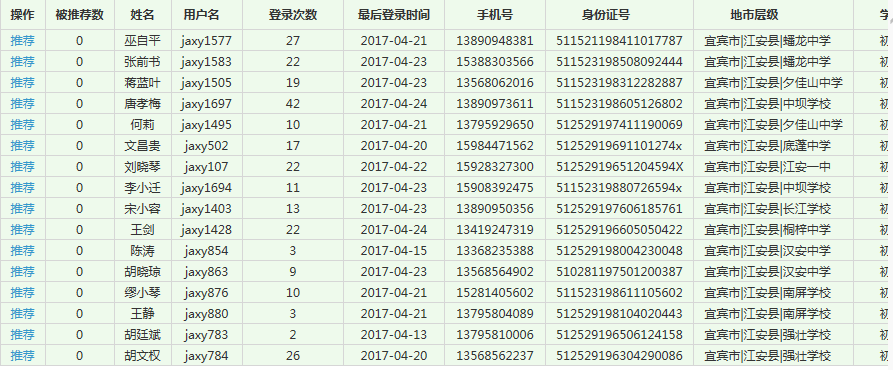 操作 被推荐数 姓名 用户名 登录次数 最后登录时间 手机号 身份证号 地市层级
推荐 0 巫自平 jaxy1577 27 2017-04-21 13890948381 511521198411017787 宜宾市|江安县|蟠龙中学 初
推荐 0 张前书 jaxy1583 22 2017-04-23 15388303566 511523198508092444 宜宾市|江安县|蟠龙中学 初
推荐 0 蒋蓝叶 jaxy1505 19 2017-04-23 13568062016 511523198312282887 宜宾市|江安县|夕佳山中学 初
推荐 0 唐孝梅 jaxy1697 42 2017-04-24 13890973611 511523198605126802 宜宾市|江安县|中坝学校 初
推荐 0 何莉 jaxy1495 10 2017-04-21 13795929650 512529197411190069 宜宾市|江安县|夕佳山中学 初
推荐 0 文昌贵 jaxy502 17 2017-04-20 15984471562 51252919691101274x 宜宾市|江安县|底蓬中学 初
推荐 0 刘晓琴 jaxy107 22 2017-04-22 15928327300 51252919651204594X 宜宾市|江安县|江安一中 初
推荐 0 李小迁 jaxy1694 11 2017-04-23 15908392475 51152319880726594x 宜宾市|江安县|中坝学校 初
推荐 0 宋小容 jaxy1403 13 2017-04-23 13890950356 512529197606185761 宜宾市|江安县|长江学校 初
推荐 0 王剑 jaxy1428 22 2017-04-24 13419247319 512529196605050422 宜宾市|江安县|桐梓中学 初
推荐 0 陈涛 jaxy854 3 2017-04-15 13368235388 512529198004230048 宜宾市|江安县|汉安中学 初
推荐 0 胡晓琼 jaxy863 9 2017-04-23 13568564902 510281197501200387 宜宾市|江安县|汉安中学 初
推荐 0 缪小琴 jaxy876 10 2017-04-21 15281405602 511523198611105602 宜宾市|江安县|南屏学校 初
推荐 0 王静 jaxy880 3 2017-04-21 13795804089 512529198104020443 宜宾市|江安县|南屏学校 初
推荐 0 胡廷斌 jaxy783 2 2017-04-13 13795810006 512529196506124158 宜宾市|江安县|强壮学校 初
推荐 0 胡文权 jaxy784 26 2017-04-20 13568562237 512529196304290086 宜宾市|江安县|强壮学校 初